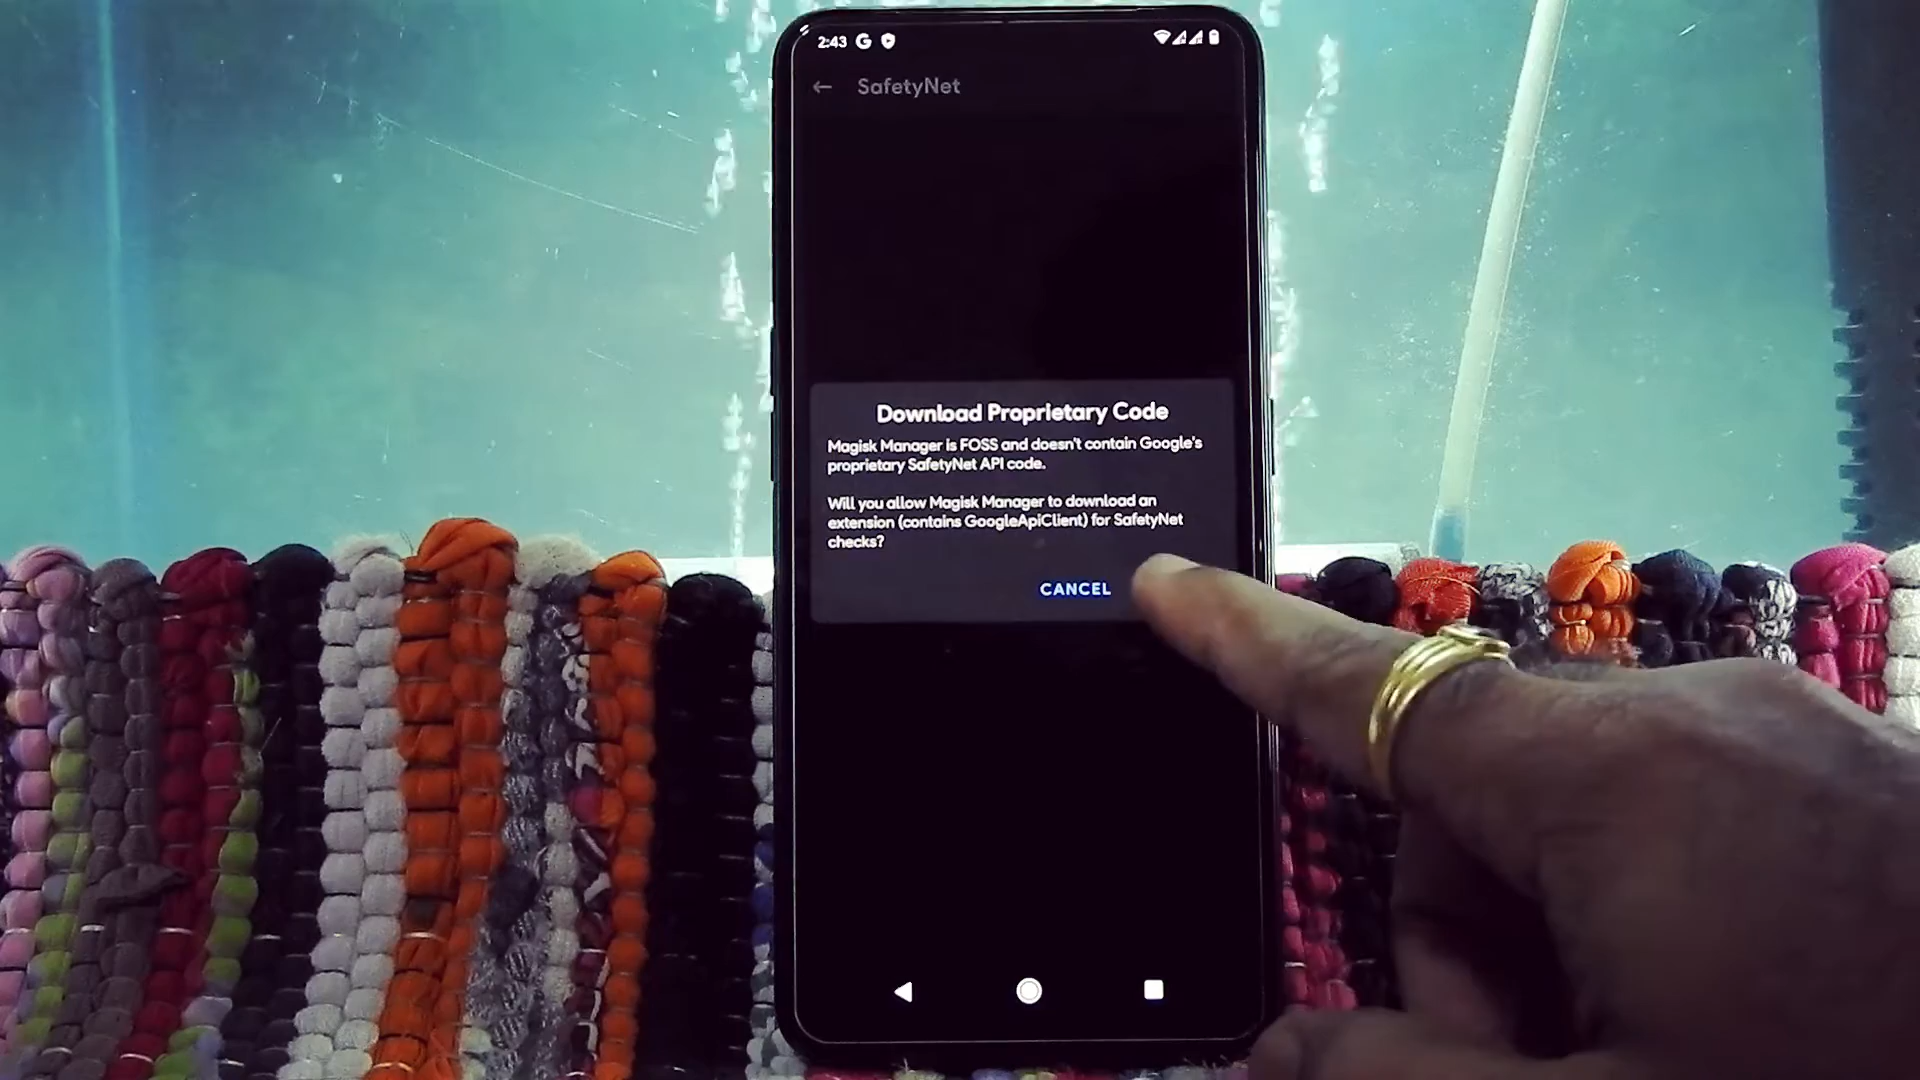 2:43 G
SafetyNet
Download Proprietary Code
Magisk Manager is FOSS and doesn't contain Google's
proprietary SafetyNet API code.
Will you allow Magisk Manager to download an
extension (contains GoogleApiClient) for SafetyNet
checks?
CANCEL